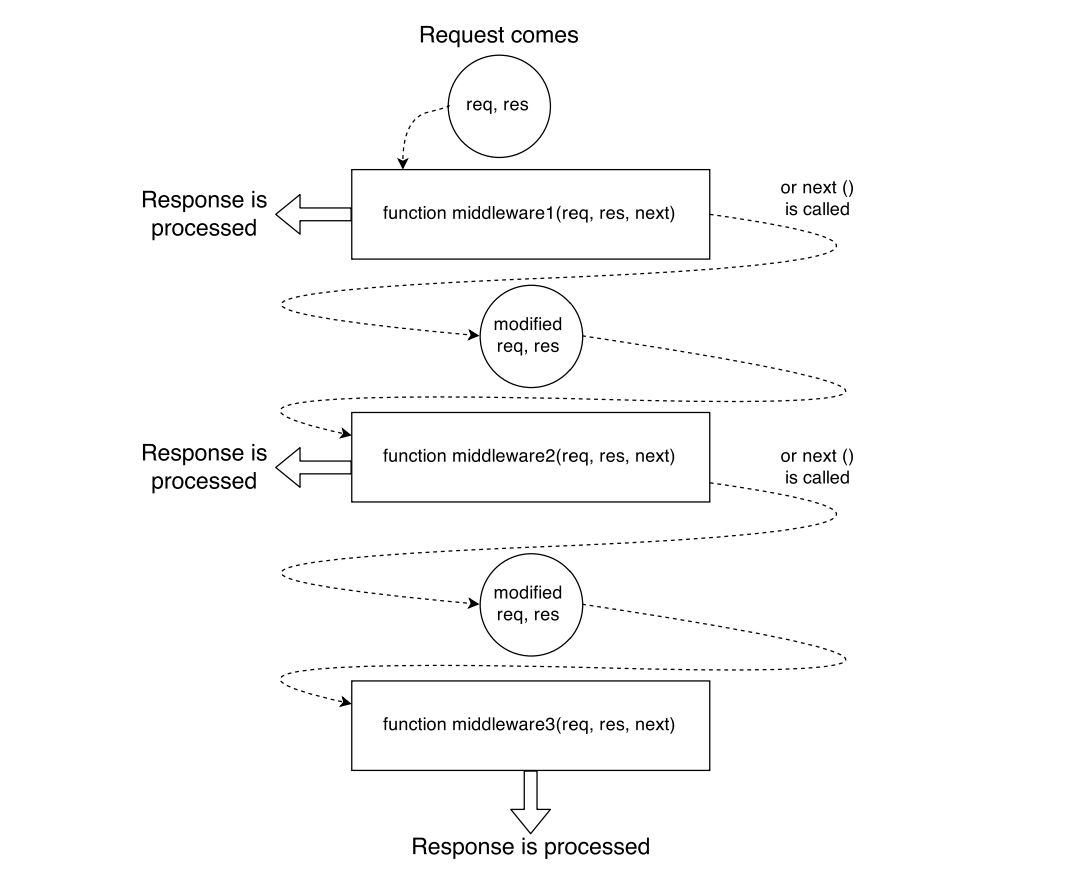 Request comes
req, res
Response is
processed
function middleware1(req, res, next)
or next ()
is called
modified
req, res
Response is
processed
function middleware2(req, res, next)
or next ()
is called
modified
req, res
function middleware3(req, res, next)
Response is processed